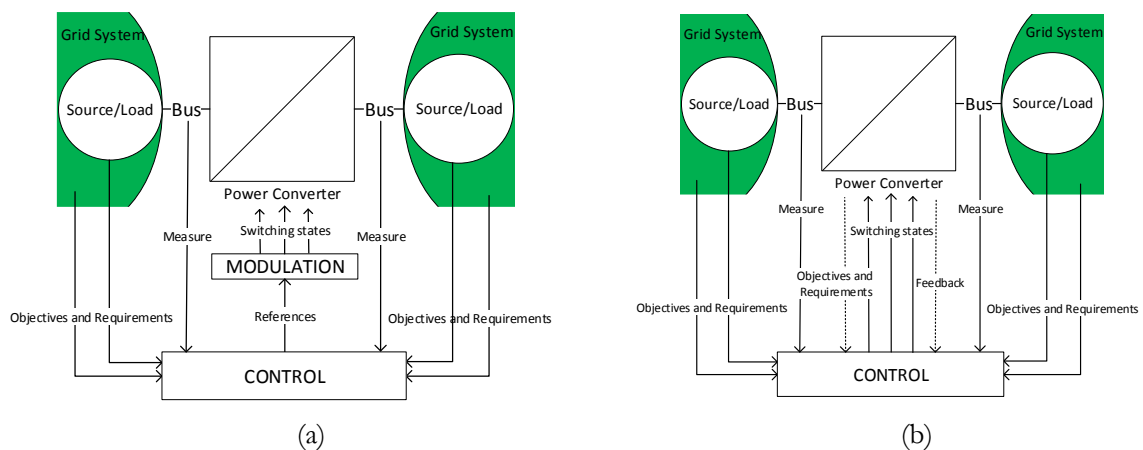 Grid System
Grid System
Source/Load
Bus
Bus
Source/Load
Power Converter
Measure
Switching states
Measure
MODULATION
Objectives and Requirements
References
Objectives and Requirements
CONTROL
(a)
Grid System
Grid System
Source/Load
Bus
Bus
Source/Load
Power Converter
Measure
Switching states
Measure
Objectives and
Requirements
Feedback
Objectives and Requirements
Objectives and Requirements
CONTROL
(b)